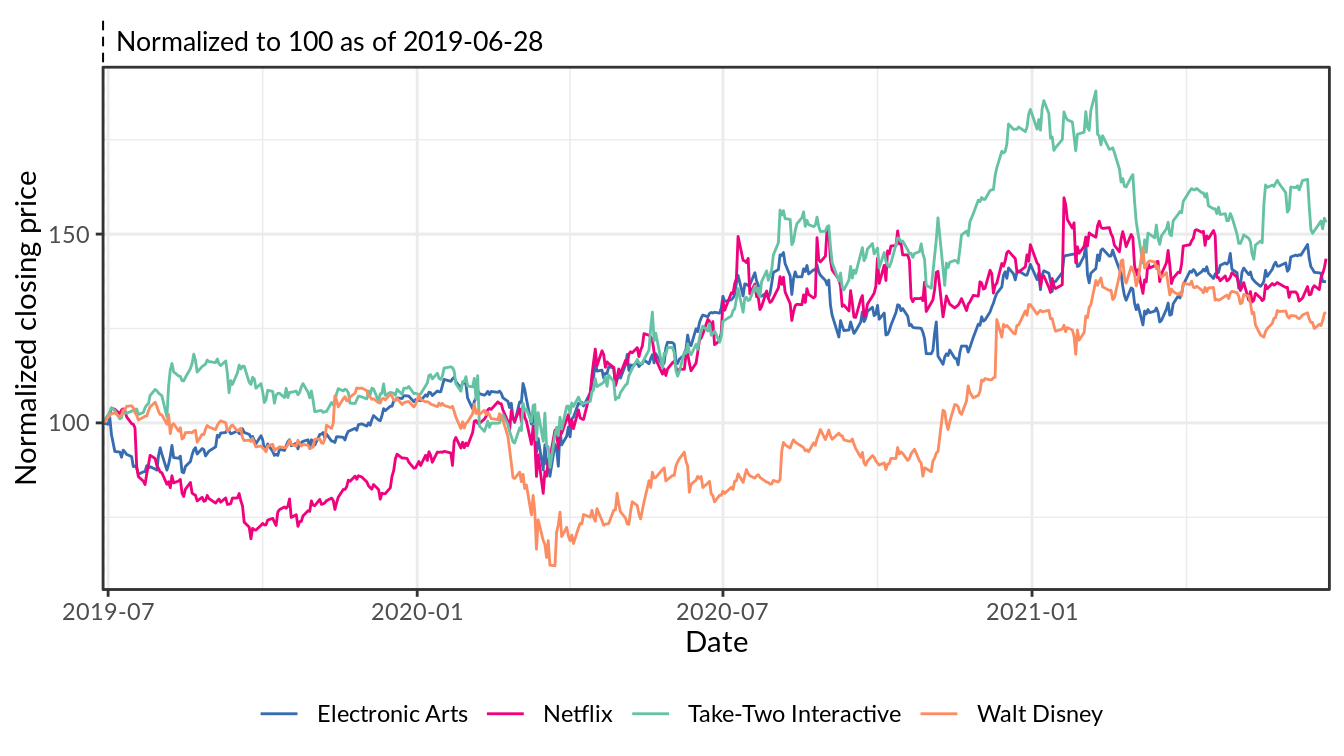 Normalized to 100 as of 2019-06-28
Normalized closing price
150
100
2019-07 2020-01 2020-07 2021-01
Date
Electronic Arts Netflix Take-Two Interactive Walt Disney